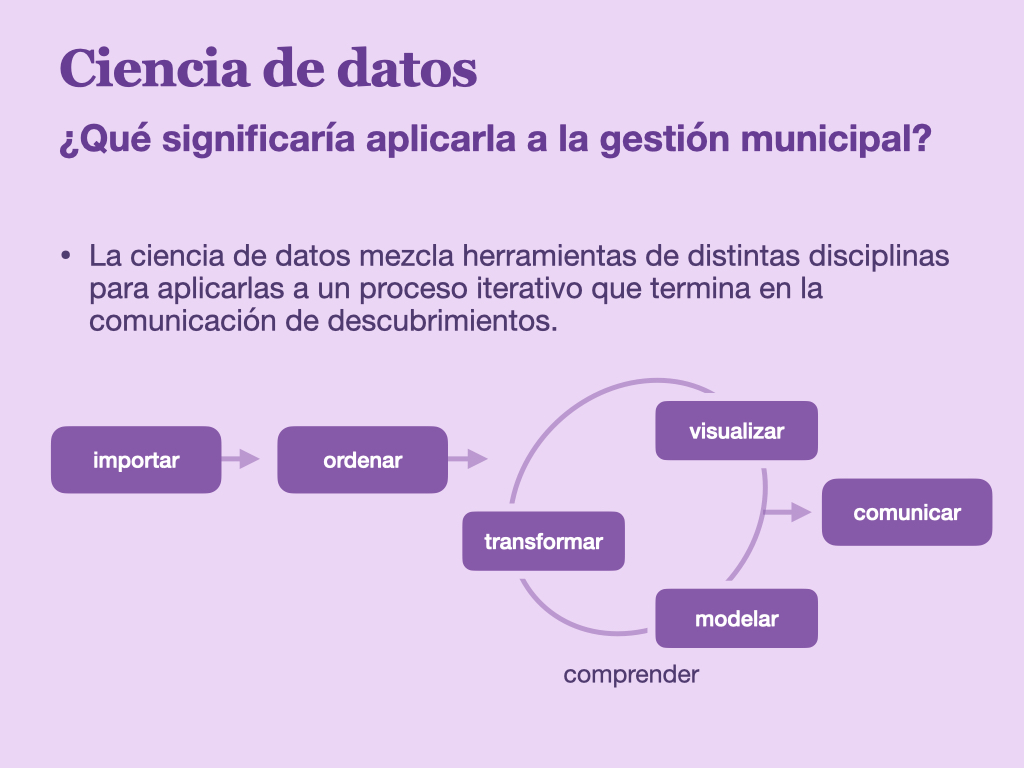 Ciencia de datos
¿Qué significaría aplicarla a la gestión municipal?
• La ciencia de datos mezcla herramientas de distintas disciplinas
para aplicarlas a un proceso iterativo que termina en la
comunicación de descubrimientos.
importar
ordenar
transformar
visualizar
modelar
comunicar
comprender